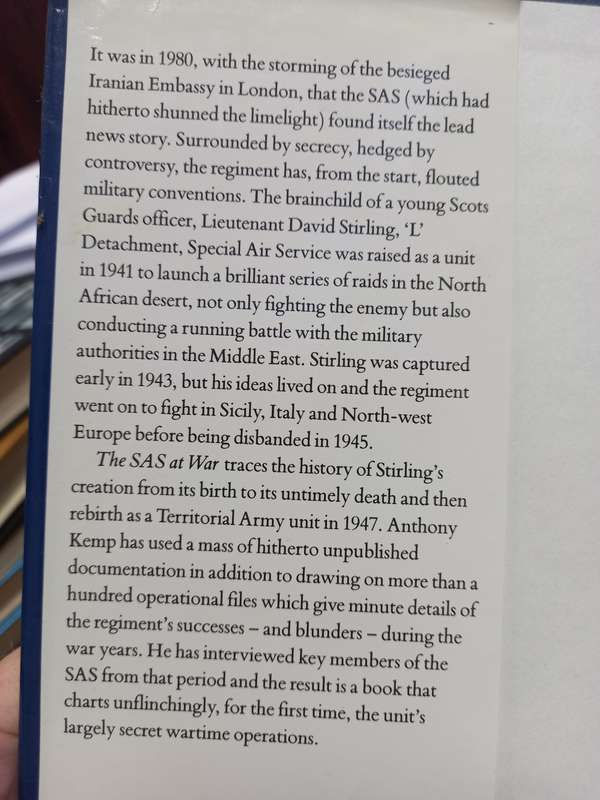 It was in 1980, with the storming of the besieged
Iranian Embassy in London, that the SAS (which had
hitherto shunned the limelight) found itself the lead
news story. Surrounded by secrecy, hedged by
controversy, the regiment has, from the start, flouted
military conventions. The brainchild of a young Scots
Guards officer, Lieutenant David Stirling, ‘L’
Detachment, Special Air Service was raised as a unit
in 1941 to launch a brilliant series of raids in the North
African desert, not only fighting the enemy but also
conducting a running battle with the military
authorities in the Middle East. Stirling was captured
early in 1943, but his ideas lived on and the regiment
went on to fight in Sicily, Italy and North-west
Europe before being disbanded in 1945.
The SAS at War traces the history of Stirling’s
creation from its birth to its untimely death and then
rebirth as a Territorial Army unit in 1947. Anthony
Kemp has used a mass of hitherto unpublished
documentation in addition to drawing on more than a
hundred operational files which give minute details of
the regiment’s successes – and blunders – during the
war years. He has interviewed key members of the
SAS from that period and the result is a book that
charts unflinchingly, for the first time, the unit’s
largely secret wartime operations.